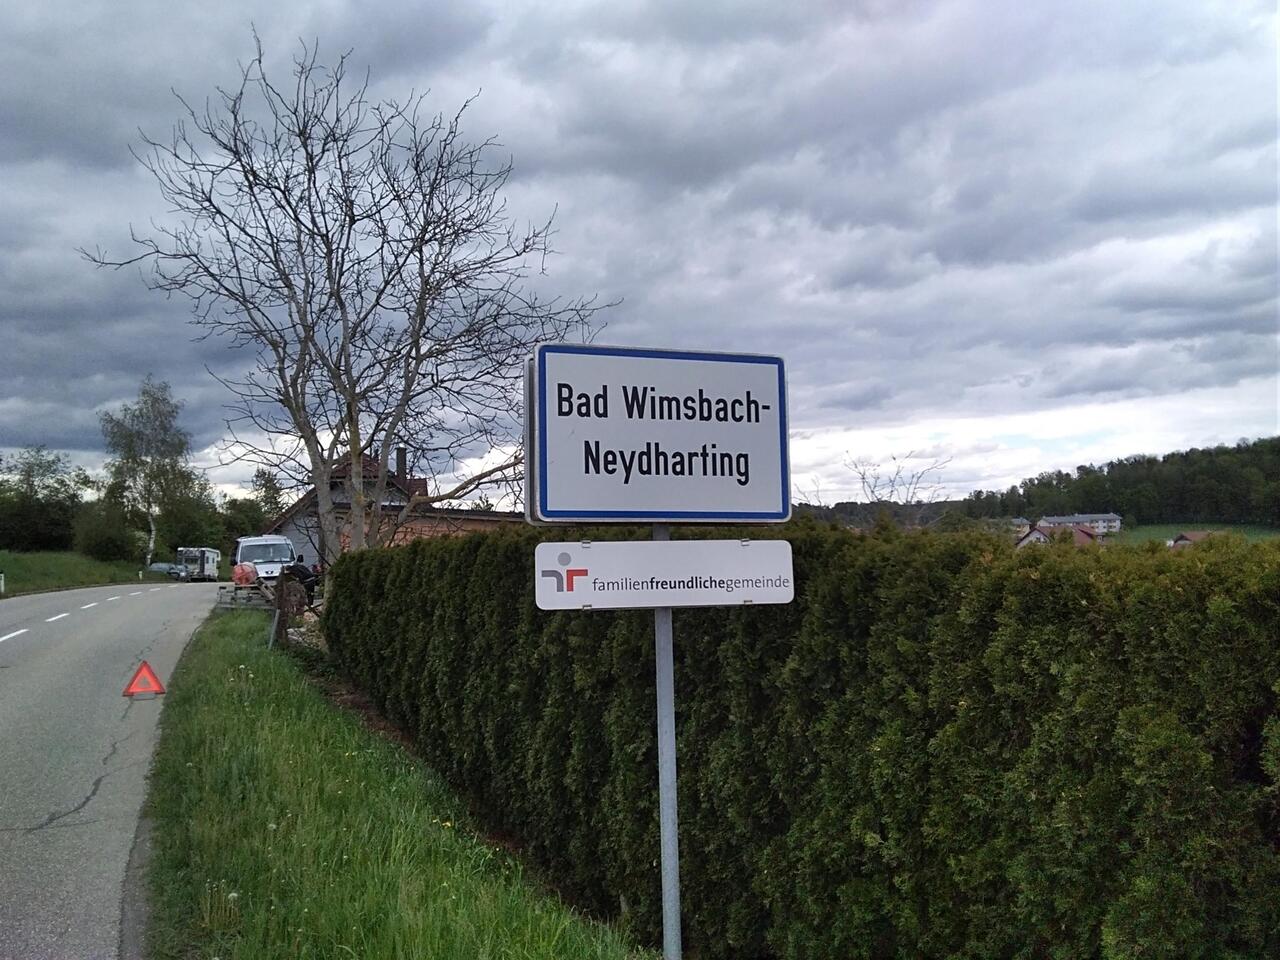 Bad Wimsbach-
Neydharting
familienfreundlichegemeinde